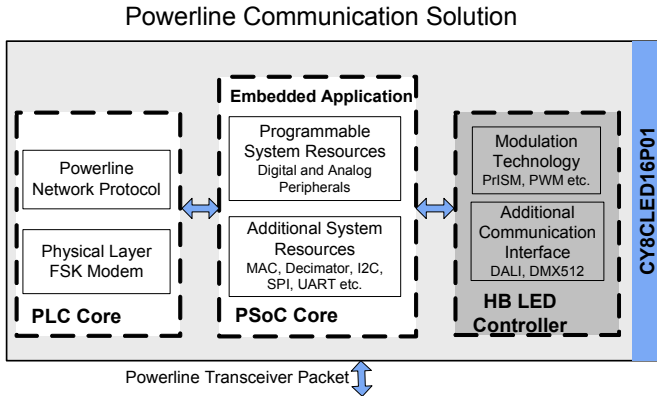 Powerline Communication Solution
Powerline
Network Protocol
Physical Layer
FSK Modem
PLC Core
Embedded Application
Programmable
System Resources
Digital and Analog
Peripherals
Additional System
Resources
MAC, Decimator, I2C,
SPI, UART etc.
PSoC Core
Modulation
Technology
PrISM, PWM etc.
Additional
Communication
Interface
DALI, DMX512
HB LED
Controller
CY8CLED16P01
Powerline Transceiver Packet